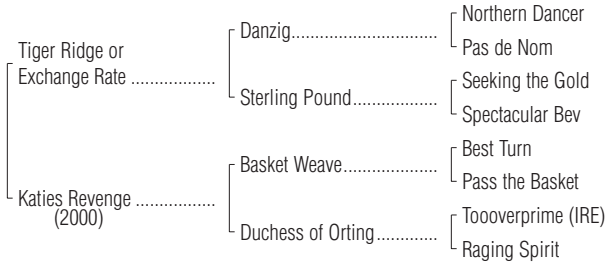 Northern Dancer
Danzig..................................
Pas de Nom
Tiger Ridge or
Exchange Rate ...................
Seeking the Gold
Sterling Pound...................
Spectacular Bev
Best Turn
Basket Weave.....................
Pass the Basket
Katies Revenge ..................
(2000)
Toooverprime (IRE)
Duchess of Orting..............
Raging Spirit